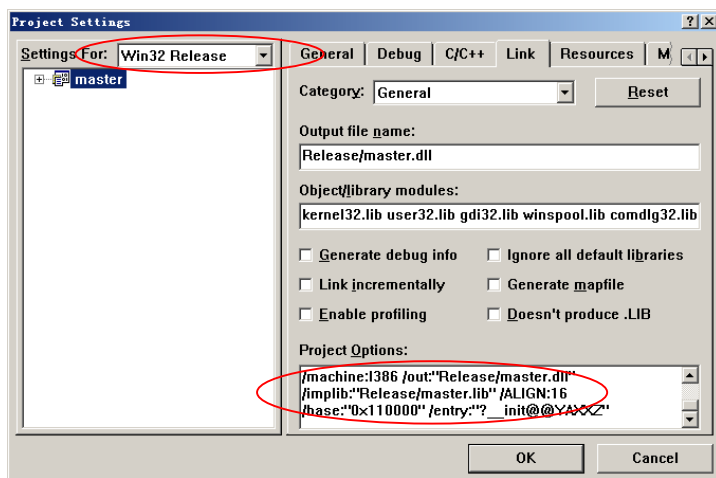 Project Settings
Settings For: Win32 Release
master
General Debug C/C++ Link Resources M
Category: General
Reset
Output file name:
Release/master.dll
Object/library modules:
kernel32.lib user32.lib gdi32.lib winspool.lib comdlg32.lib
Generate debug info
Ignore all default libraries
Link incrementally
Generate mapfile
Enable profiling
Doesn't produce .LIB
Project Options:
/machine:I386 /out:"Release/master.dll"
/implib:"Release/master.lib" /ALIGN:16
/base:"0x110000" /entry:"?__init@@YAXXZ"
OK
Cancel